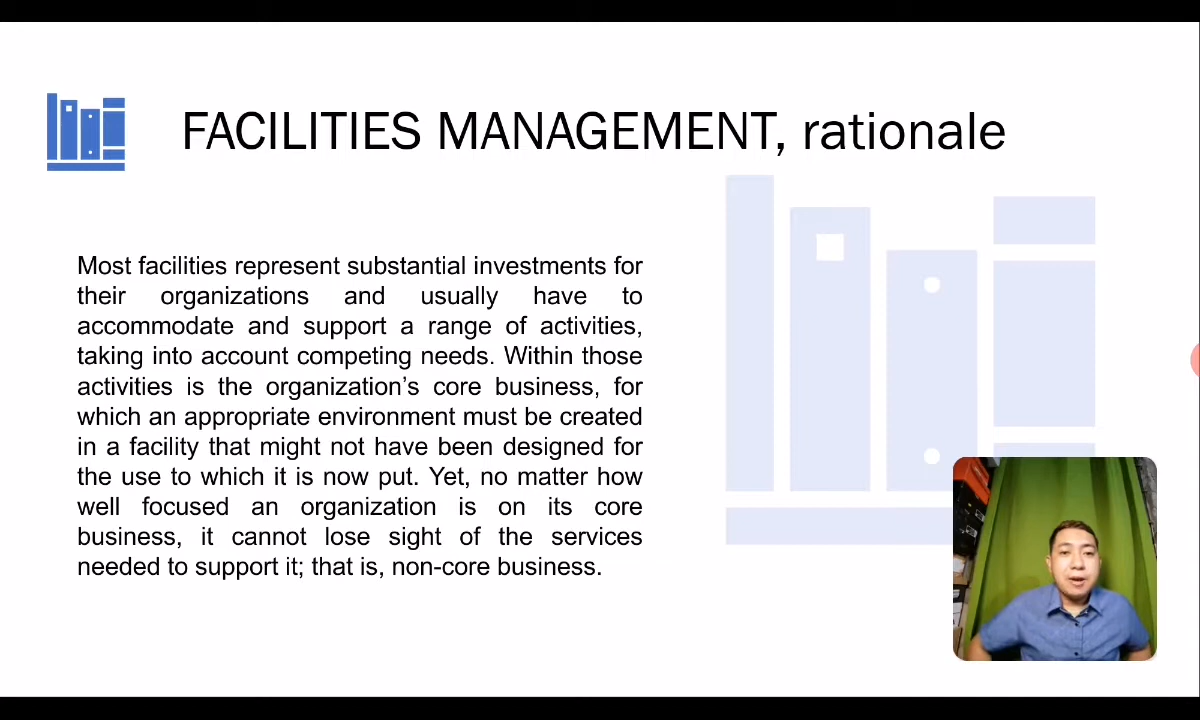 FACILITIES MANAGEMENT, rationale
Most facilities represent substantial investments for
their organizations and usually have to
accommodate and support a range of activities,
taking into account competing needs. Within those
activities is the organization’s core business, for
which an appropriate environment must be created
in a facility that might not have been designed for
the use to which it is now put. Yet, no matter how
well focused an organization is on its core
business, it cannot lose sight of the services
needed to support it; that is, non-core business.